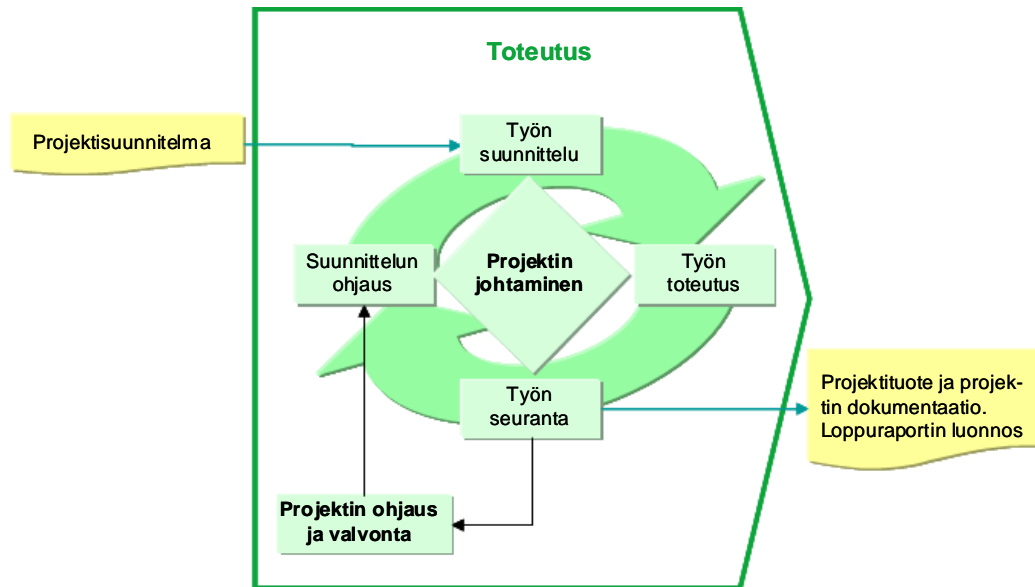 Toteutus
Projektisuunnitelma
Työn
suunnittelu
Suunnittelun
ohjaus
Projektin
johtaminen
Työn
toteutus
Työn
seuranta
Projektituote ja projek-
tin dokumentaatio.
Loppuraportin luonnos
Projektin ohjaus
ja valvonta